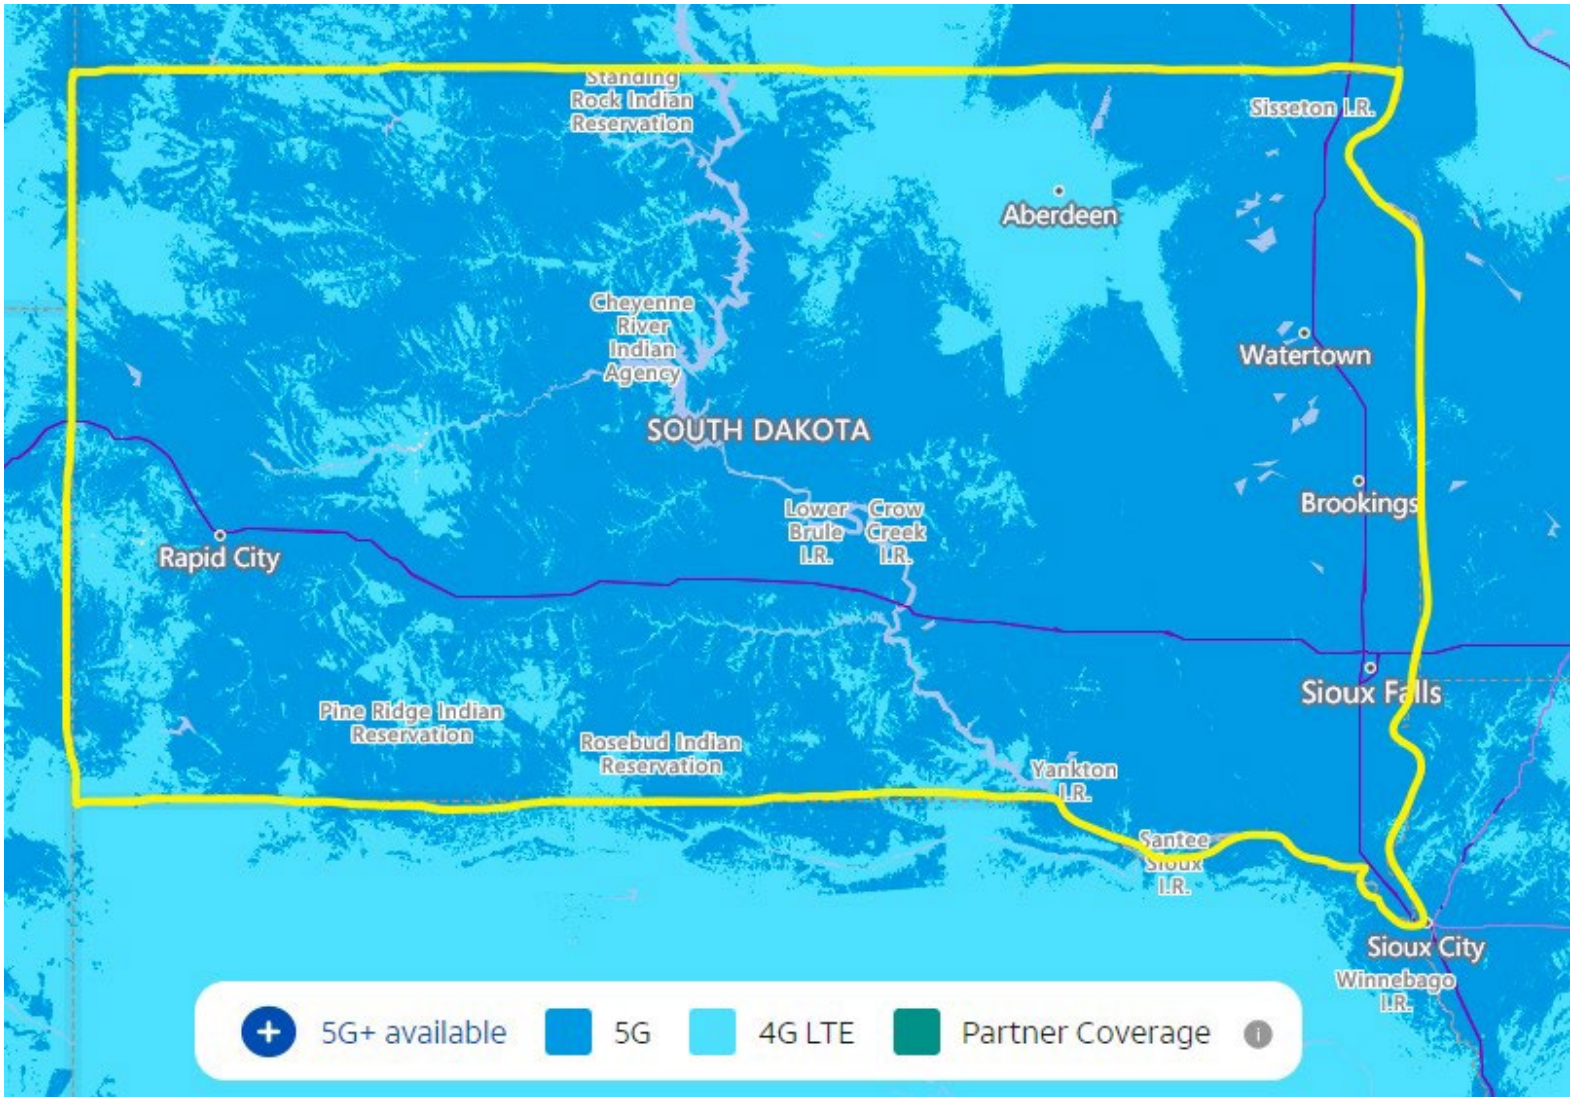 Standing
Rock Indian
Reservation
Sisseton I.R.
Aberdeen
Cheyenne
River
Indian
Agency
Watertown
SOUTH DAKOTA
Brookings
Lower
Brule
I.R.
Crow
Creek
I.R.
Rapid City
Sioux Falls
Pine Ridge Indian
Reservation
Rosebud Indian
Reservation
Yankton
I.R.
Santee
Sioux
I.R.
Sioux City
Winnebago
I.R.
+ 5G+ available 5G 4G LTE Partner Coverage i